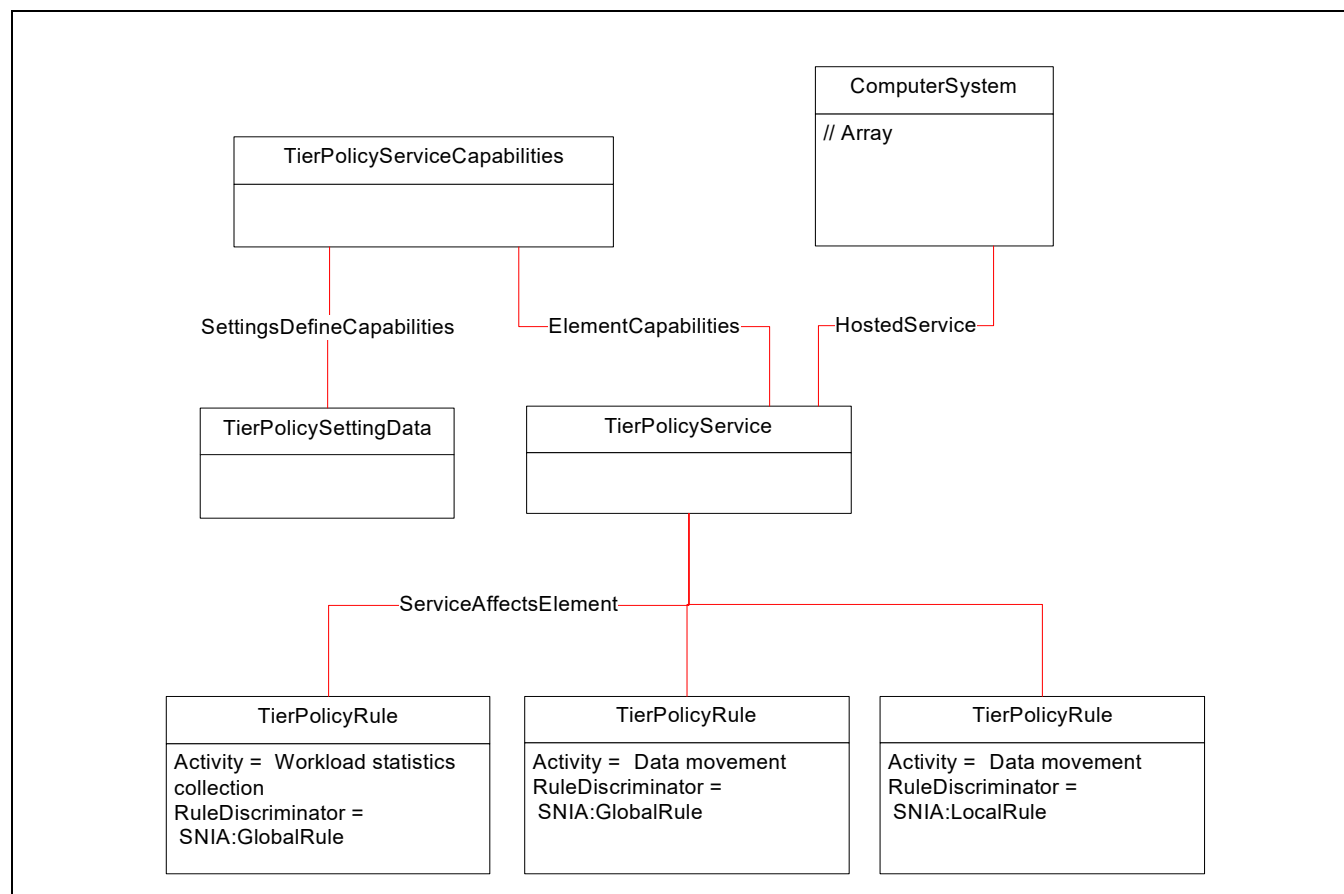 ComputerSystem
// Array
TierPolicyServiceCapabilities
SettingsDefineCapabilities
ElementCapabilities
HostedService
TierPolicySettingData
TierPolicyService
ServiceAffectsElement
TierPolicyRule
Activity =  Workload statistics
collection
RuleDiscriminator =
SNIA:GlobalRule
TierPolicyRule
Activity =  Data movement
RuleDiscriminator =
SNIA:GlobalRule
TierPolicyRule
Activity =  Data movement
RuleDiscriminator =
SNIA:LocalRule